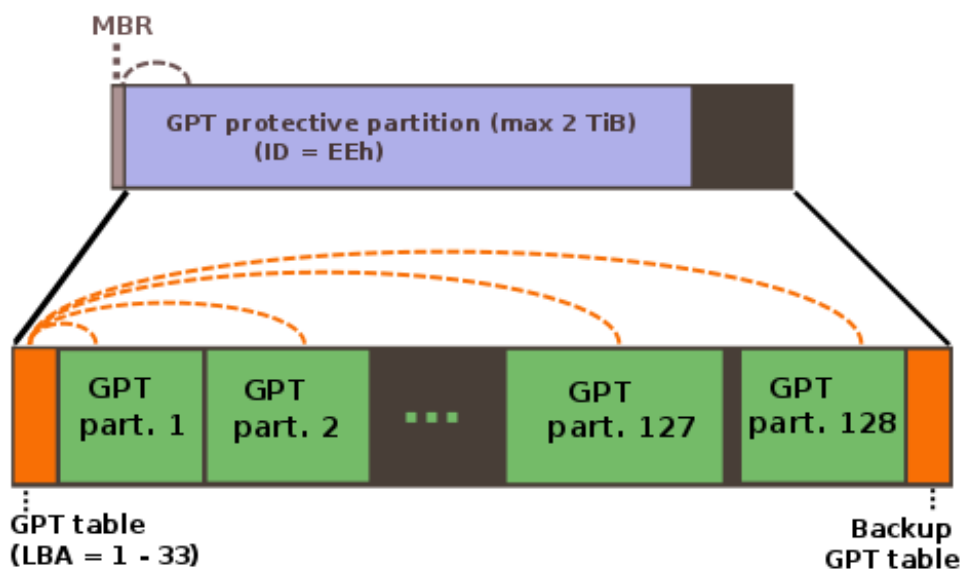 MBR
GPT protective partition (max 2 TiB)
(ID = EEh)
GPT
part. 1
GPT
part. 2
...
GPT
part. 127
GPT
part. 128
GPT table
(LBA = 1 - 33)
Backup
GPT table